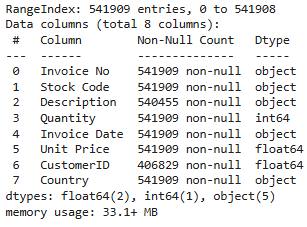 RangeIndex: 541909 entries, 0 to 541908
Data columns (total 8 columns):
 #   Column        Non-Null Count   Dtype
---  ------        --------------   -----
 0   Invoice No    541909 non-null  object
 1   Stock Code    541909 non-null  object
 2   Description   540455 non-null  object
 3   Quantity      541909 non-null  int64
 4   Invoice Date  541909 non-null  object
 5   Unit Price    541909 non-null  float64
 6   CustomerID    406829 non-null  float64
 7   Country       541909 non-null  object
dtypes: float64(2), int64(1), object(5)
memory usage: 33.1+ MB